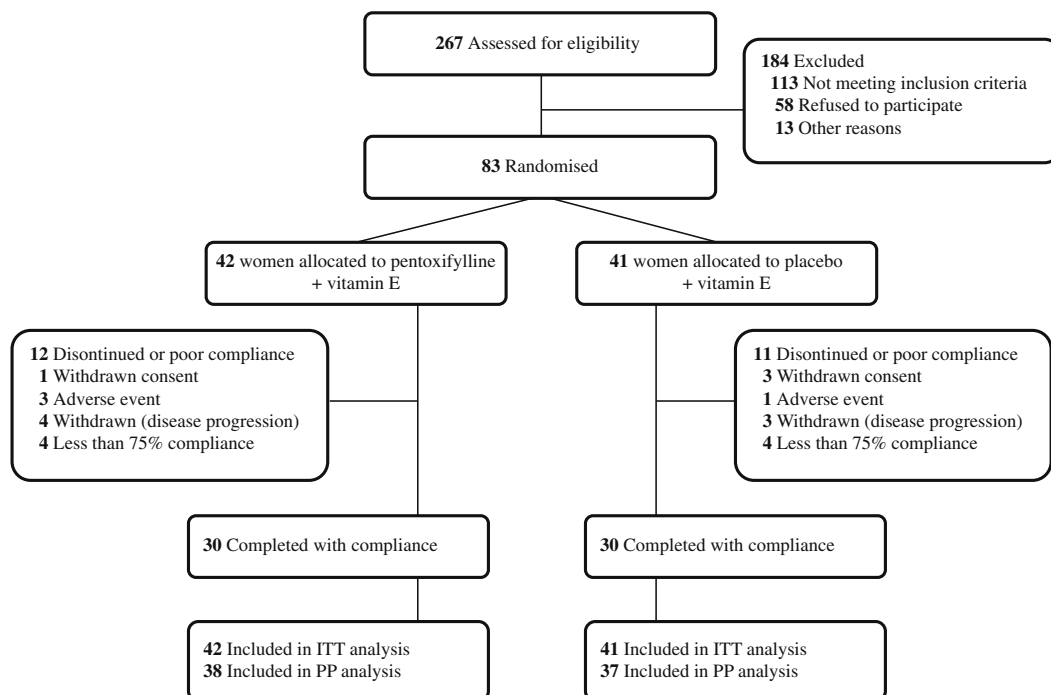 267 Assessed for eligibility
184 Excluded
113 Not meeting inclusion criteria
58 Refused to participate
13 Other reasons
83 Randomised
42 women allocated to pentoxifylline
+ vitamin E
41 women allocated to placebo
+ vitamin E
12 Discontinued or poor compliance
1 Withdrawn consent
3 Adverse event
4 Withdrawn (disease progression)
4 Less than 75% compliance
11 Discontinued or poor compliance
3 Withdrawn consent
1 Adverse event
3 Withdrawn (disease progression)
4 Less than 75% compliance
30 Completed with compliance
30 Completed with compliance
42 Included in ITT analysis
38 Included in PP analysis
41 Included in ITT analysis
37 Included in PP analysis